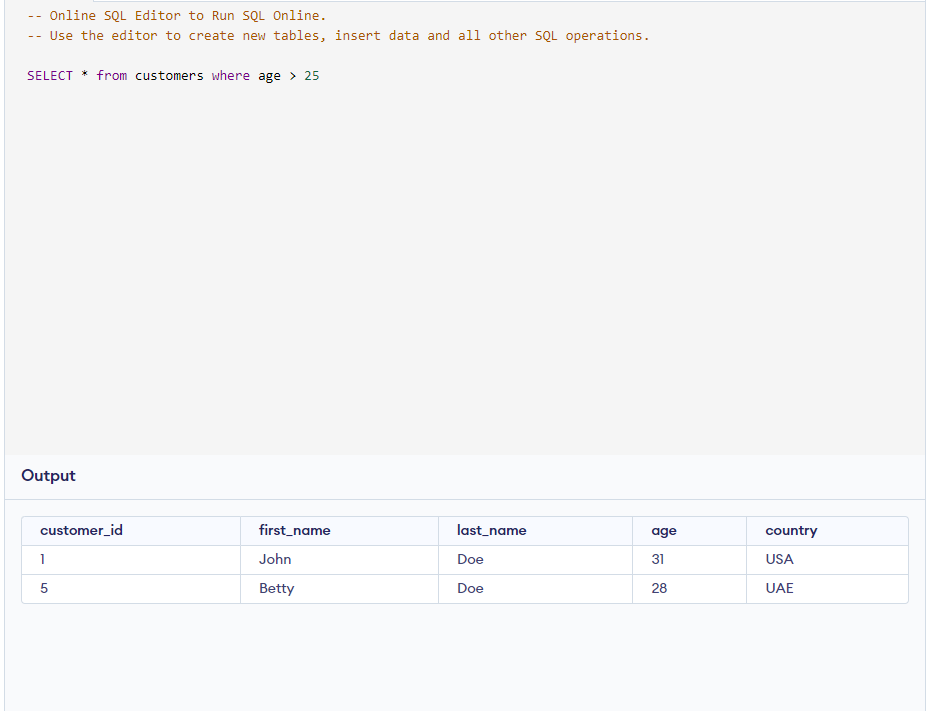 -- Online SQL Editor to Run SQL Online.
-- Use the editor to create new tables, insert data and all other SQL operations.
SELECT * from customers where age > 25
Output
customer_id first_name last_name age country
1 John Doe 31 USA
5 Betty Doe 28 UAE